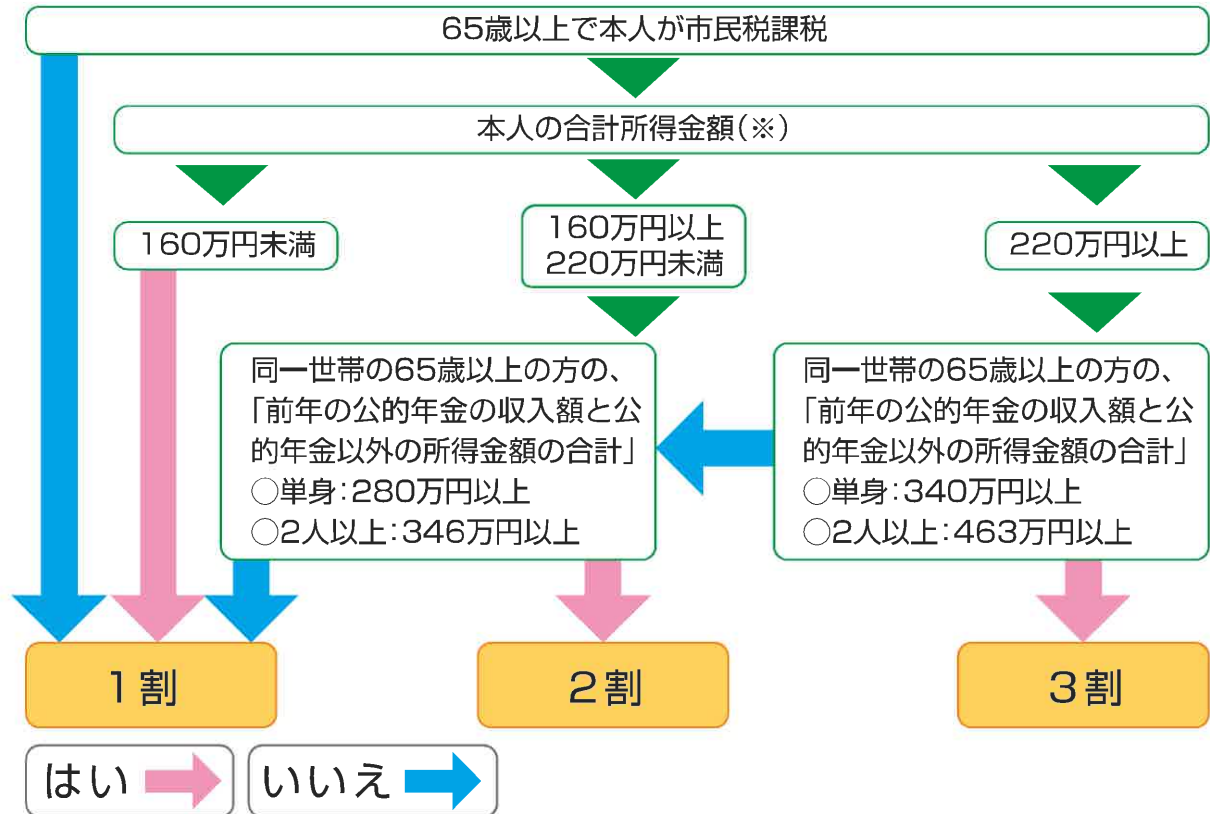 65歳以上で本人が市民税課税
本人の合計所得金額(※)
160万円未満
160万円以上
220万円未満
220万円以上
同一世帯の65歳以上の方の、
「前年の公的年金の収入額と公
的年金以外の所得金額の合計」
○単身:280万円以上
○2人以上:346万円以上
同一世帯の65歳以上の方の、
「前年の公的年金の収入額と公
的年金以外の所得金額の合計」
○単身:340万円以上
○2人以上:463万円以上
1割
2割
3割
はい
いいえ